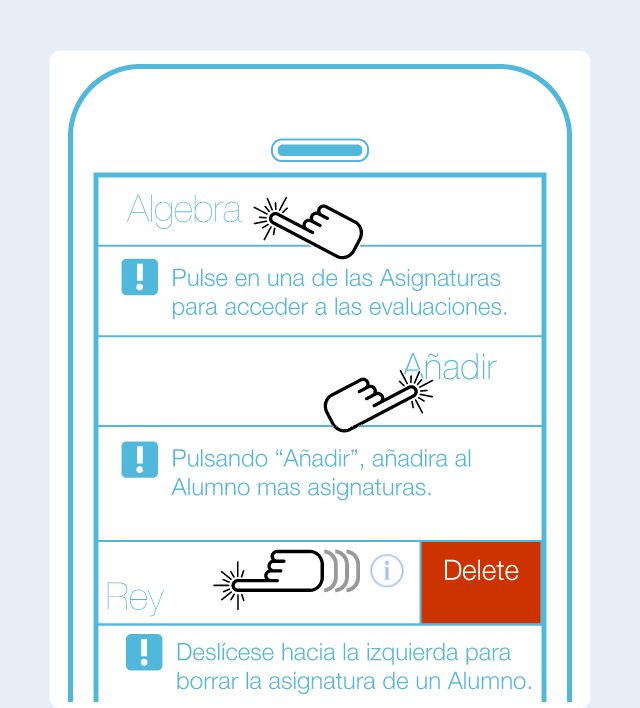 Algebra
Pulse en una de las Asignaturas
para acceder a las evaluaciones.
Añadir
Pulsando “Añadir”, añadira al
Alumno mas asignaturas.
Rey
i
Delete
Deslícese hacia la izquierda para
borrar la asignatura de un Alumno.